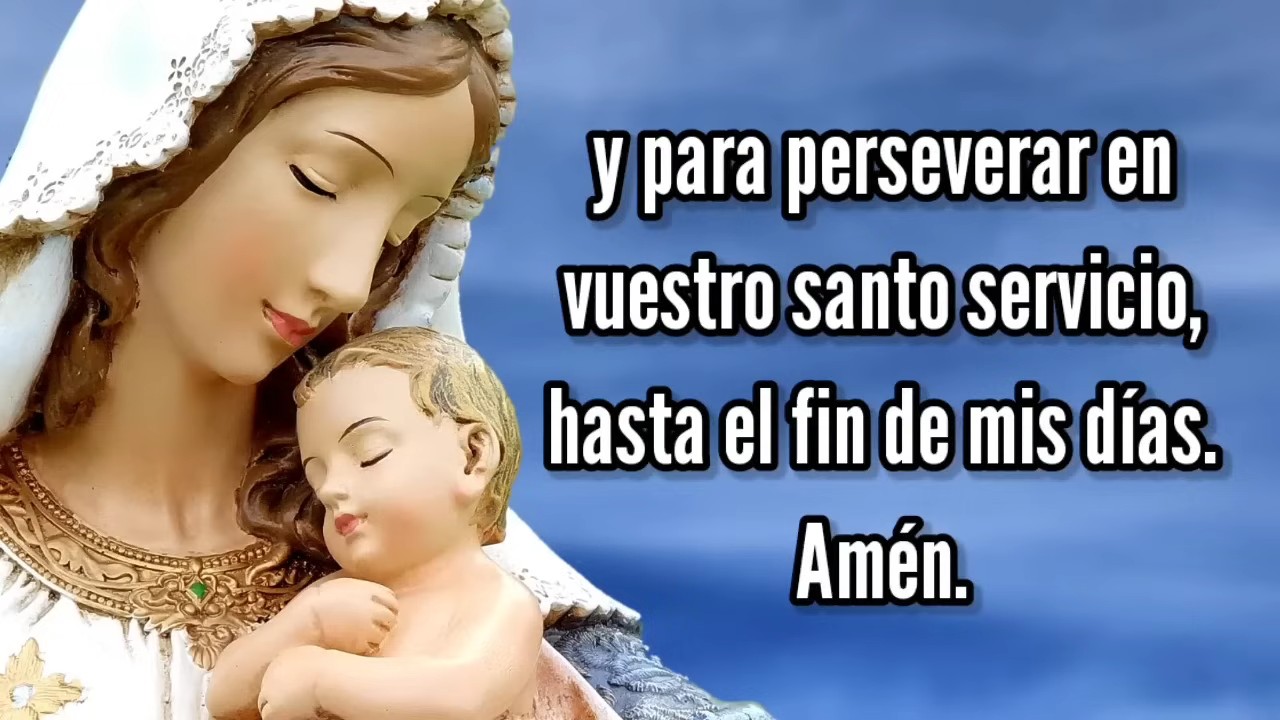 y para perseverar en
vuestro santo servicio,
hasta el fin de mis días.
Amén.